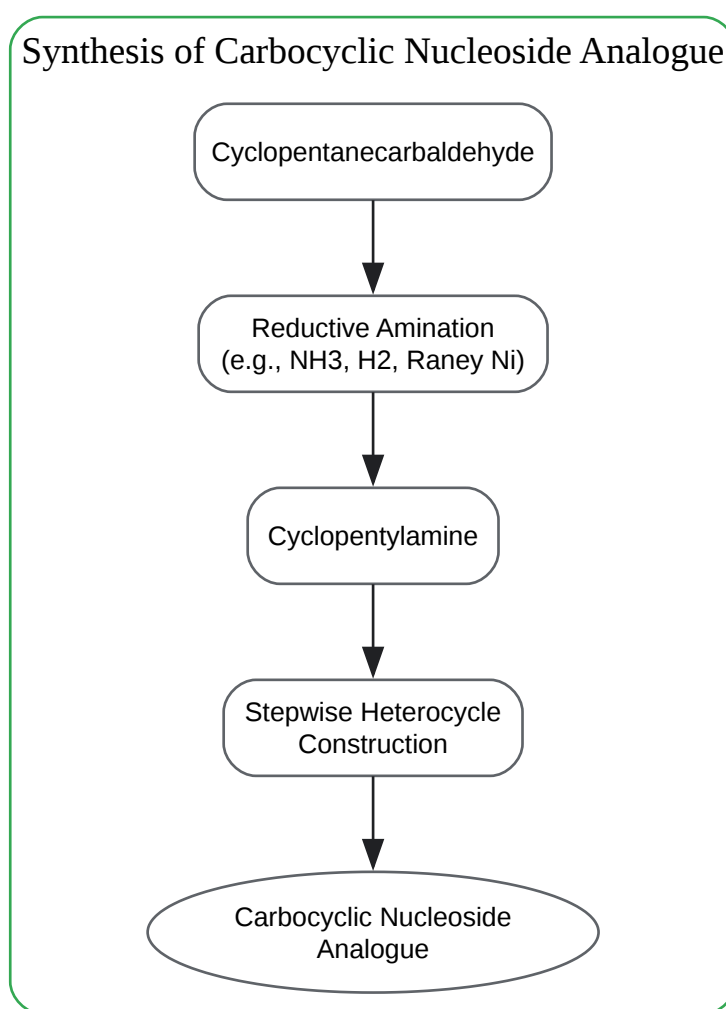 Synthesis of Carbocyclic Nucleoside Analogue
Cyclopentanecarbaldehyde
Reductive Amination
(e.g., NH3, H2, Raney Ni)
Cyclopentylamine
Stepwise Heterocycle
Construction
Carbocyclic Nucleoside
Analogue